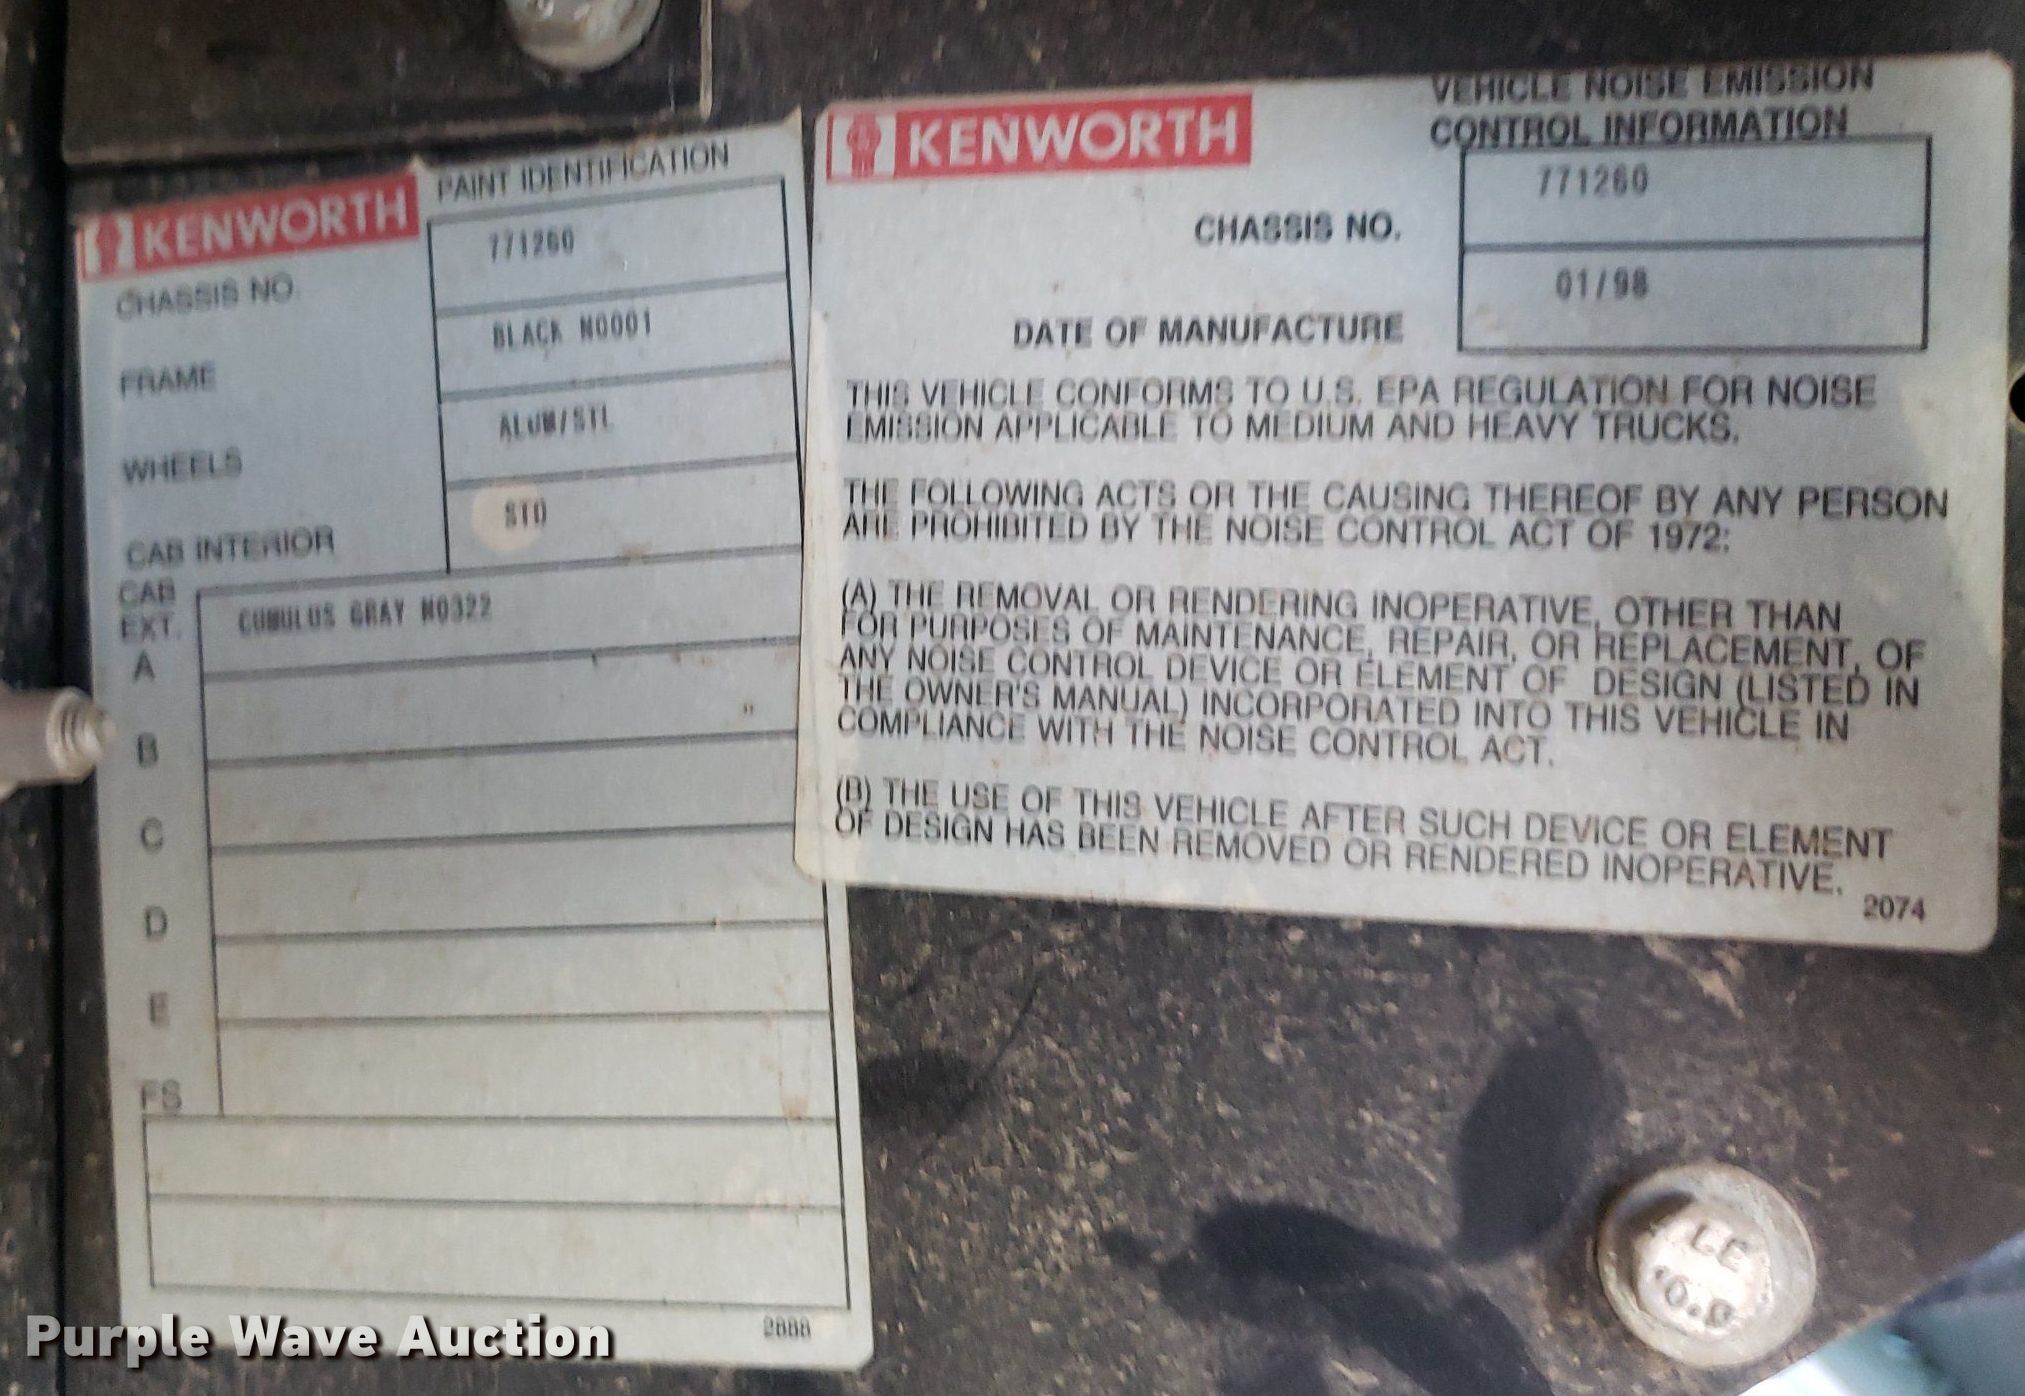 KENWORTH
PAINT IDENTIFICATION
CHASSIS NO. 771260
FRAME BLACK N0001
WHEELS ALUM/STL
CAB INTERIOR STD
CAB
EXT.
A CUMULUS GRAY N0322
B
C
D
E
FS
2888
KENWORTH
VEHICLE NOISE EMISSION
CONTROL INFORMATION
CHASSIS NO. 771260
DATE OF MANUFACTURE 01/98
THIS VEHICLE CONFORMS TO U.S. EPA REGULATION FOR NOISE
EMISSION APPLICABLE TO MEDIUM AND HEAVY TRUCKS.
THE FOLLOWING ACTS OR THE CAUSING THEREOF BY ANY PERSON
ARE PROHIBITED BY THE NOISE CONTROL ACT OF 1972:
(A) THE REMOVAL OR RENDERING INOPERATIVE, OTHER THAN
FOR PURPOSES OF MAINTENANCE, REPAIR, OR REPLACEMENT, OF
ANY NOISE CONTROL DEVICE OR ELEMENT OF DESIGN (LISTED IN
THE OWNER'S MANUAL) INCORPORATED INTO THIS VEHICLE IN
COMPLIANCE WITH THE NOISE CONTROL ACT.
(B) THE USE OF THIS VEHICLE AFTER SUCH DEVICE OR ELEMENT
OF DESIGN HAS BEEN REMOVED OR RENDERED INOPERATIVE.
2074
Purple Wave Auction